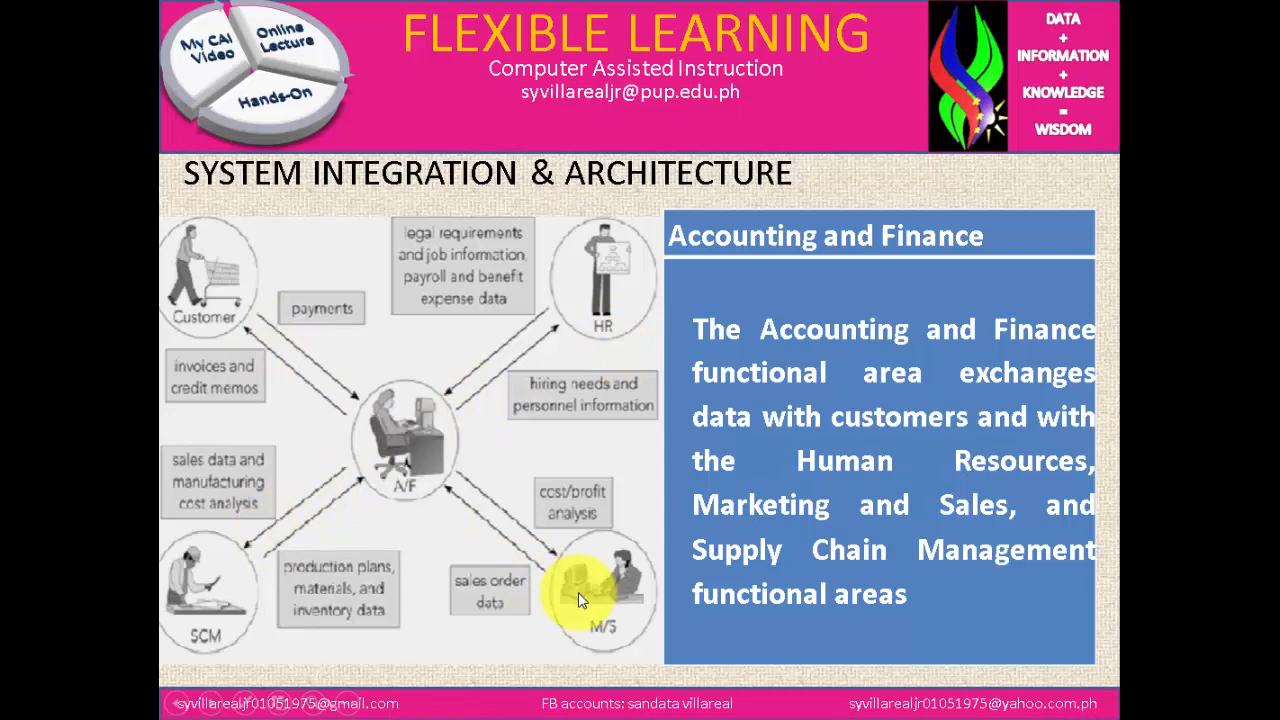 My CAI
Video
Online
Lecture
Hands-On
FLEXIBLE LEARNING
Computer Assisted Instruction
syvillarealjr@pup.edu.ph
DATA
+
INFORMATION
+
KNOWLEDGE
=
WISDOM
SYSTEM INTEGRATION & ARCHITECTURE
Customer
payments
legal requirements
and job information,
payroll and benefit
expense data
HR
invoices and
credit memos
hiring needs and
personnel information
A/F
sales data and
manufacturing
cost analysis
cost/profit
analysis
SCM
production plans,
materials, and
inventory data
sales order
data
M/S
Accounting and Finance
The Accounting and Finance
functional area exchanges
data with customers and with
the Human Resources,
Marketing and Sales, and
Supply Chain Management
functional areas
syvillarealjr01051975@gmail.com
FB accounts: sandata villareal
syvillarealjr01051975@yahoo.com.ph